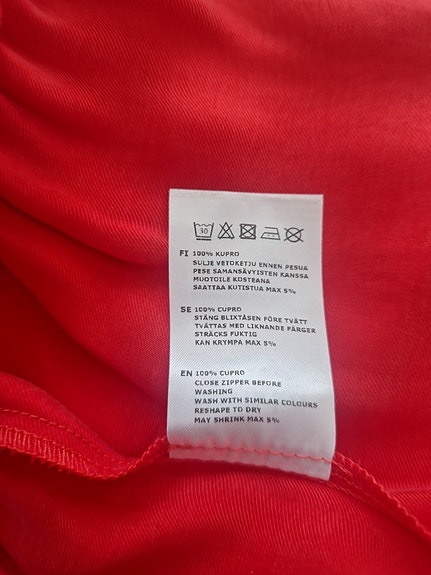 30
FI 100% KUPRO
SULJE VETOKETJU ENNEN PESUA
PESE SAMANSÄVYISTEN KANSSA
MUOTOILE KOSTEANA
SAATTAA KUTISTUA MAX 5%
SE 100% CUPRO
STÄNG BLIXTÅSEN FÖRE TVÄTT
TVÄTTAS MED LIKNANDE FÄRGER
STRÄCKS FUKTIG
KAN KRYMPA MAX 5%
EN 100% CUPRO
CLOSE ZIPPER BEFORE
WASHING
WASH WITH SIMILAR COLOURS
RESHAPE TO DRY
MAY SHRINK MAX 5%